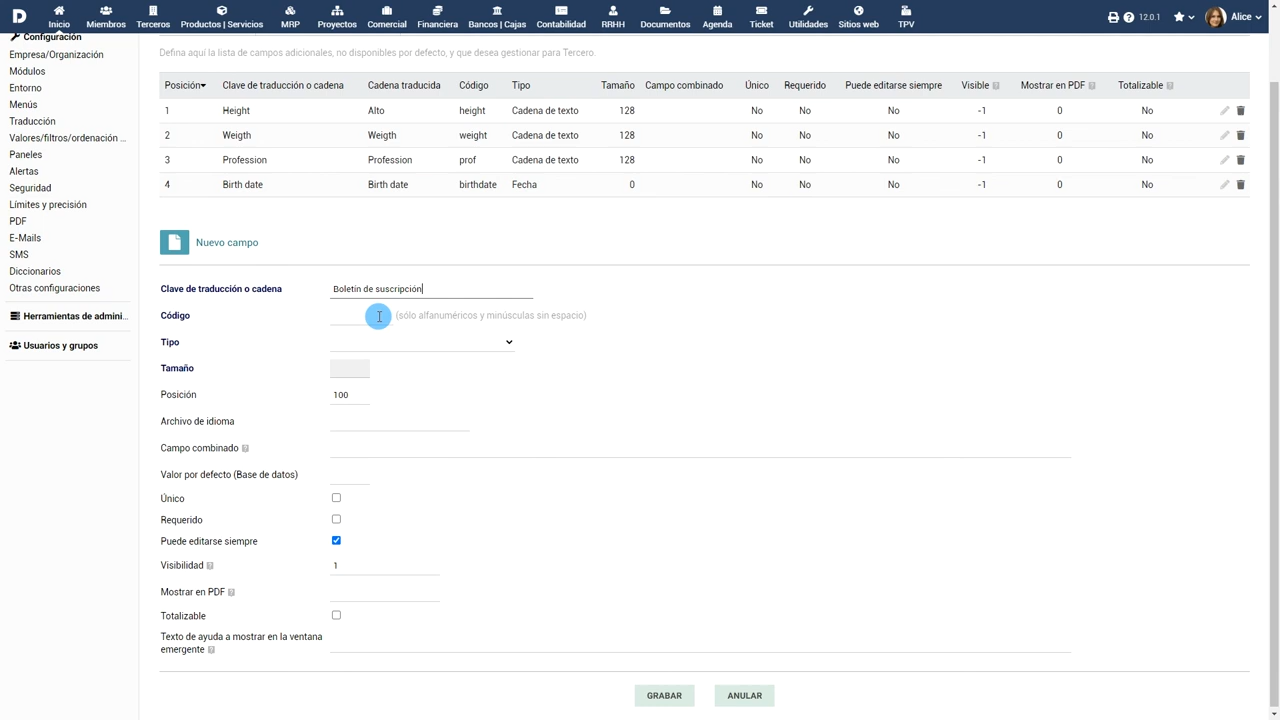 Inicio Miembros Terceros Productos | Servicios MRP Proyectos Comercial Financiera Bancos | Cajas Contabilidad RRHH Documentos Agenda Ticket Utilidades Sitios web TPV 12.0.1 Alice
Configuración
Empresa/Organización
Módulos
Entorno
Menús
Traducción
Valores/filtros/ordenación ...
Paneles
Alertas
Seguridad
Límites y precisión
PDF
E-Mails
SMS
Diccionarios
Otras configuraciones
Herramientas de admini...
Usuarios y grupos
Defina aquí la lista de campos adicionales, no disponibles por defecto, y que desea gestionar para Tercero.
Posición Clave de traducción o cadena Cadena traducida Código Tipo Tamaño Campo combinado Único Requerido Puede editarse siempre Visible Mostrar en PDF Totalizable
1 Height Alto height Cadena de texto 128 No No No -1 0 No
2 Weigth Weigth weight Cadena de texto 128 No No No -1 0 No
3 Profession Profession prof Cadena de texto 128 No No No -1 0 No
4 Birth date Birth date birthdate Fecha 0 No No No -1 0 No
Nuevo campo
Clave de traducción o cadena Boletín de suscripción
Código (sólo alfanuméricos y minúsculas sin espacio)
Tipo
Tamaño
Posición 100
Archivo de idioma
Campo combinado
Valor por defecto (Base de datos)
Único
Requerido
Puede editarse siempre
Visibilidad 1
Mostrar en PDF
Totalizable
Texto de ayuda a mostrar en la ventana
emergente
GRABAR ANULAR